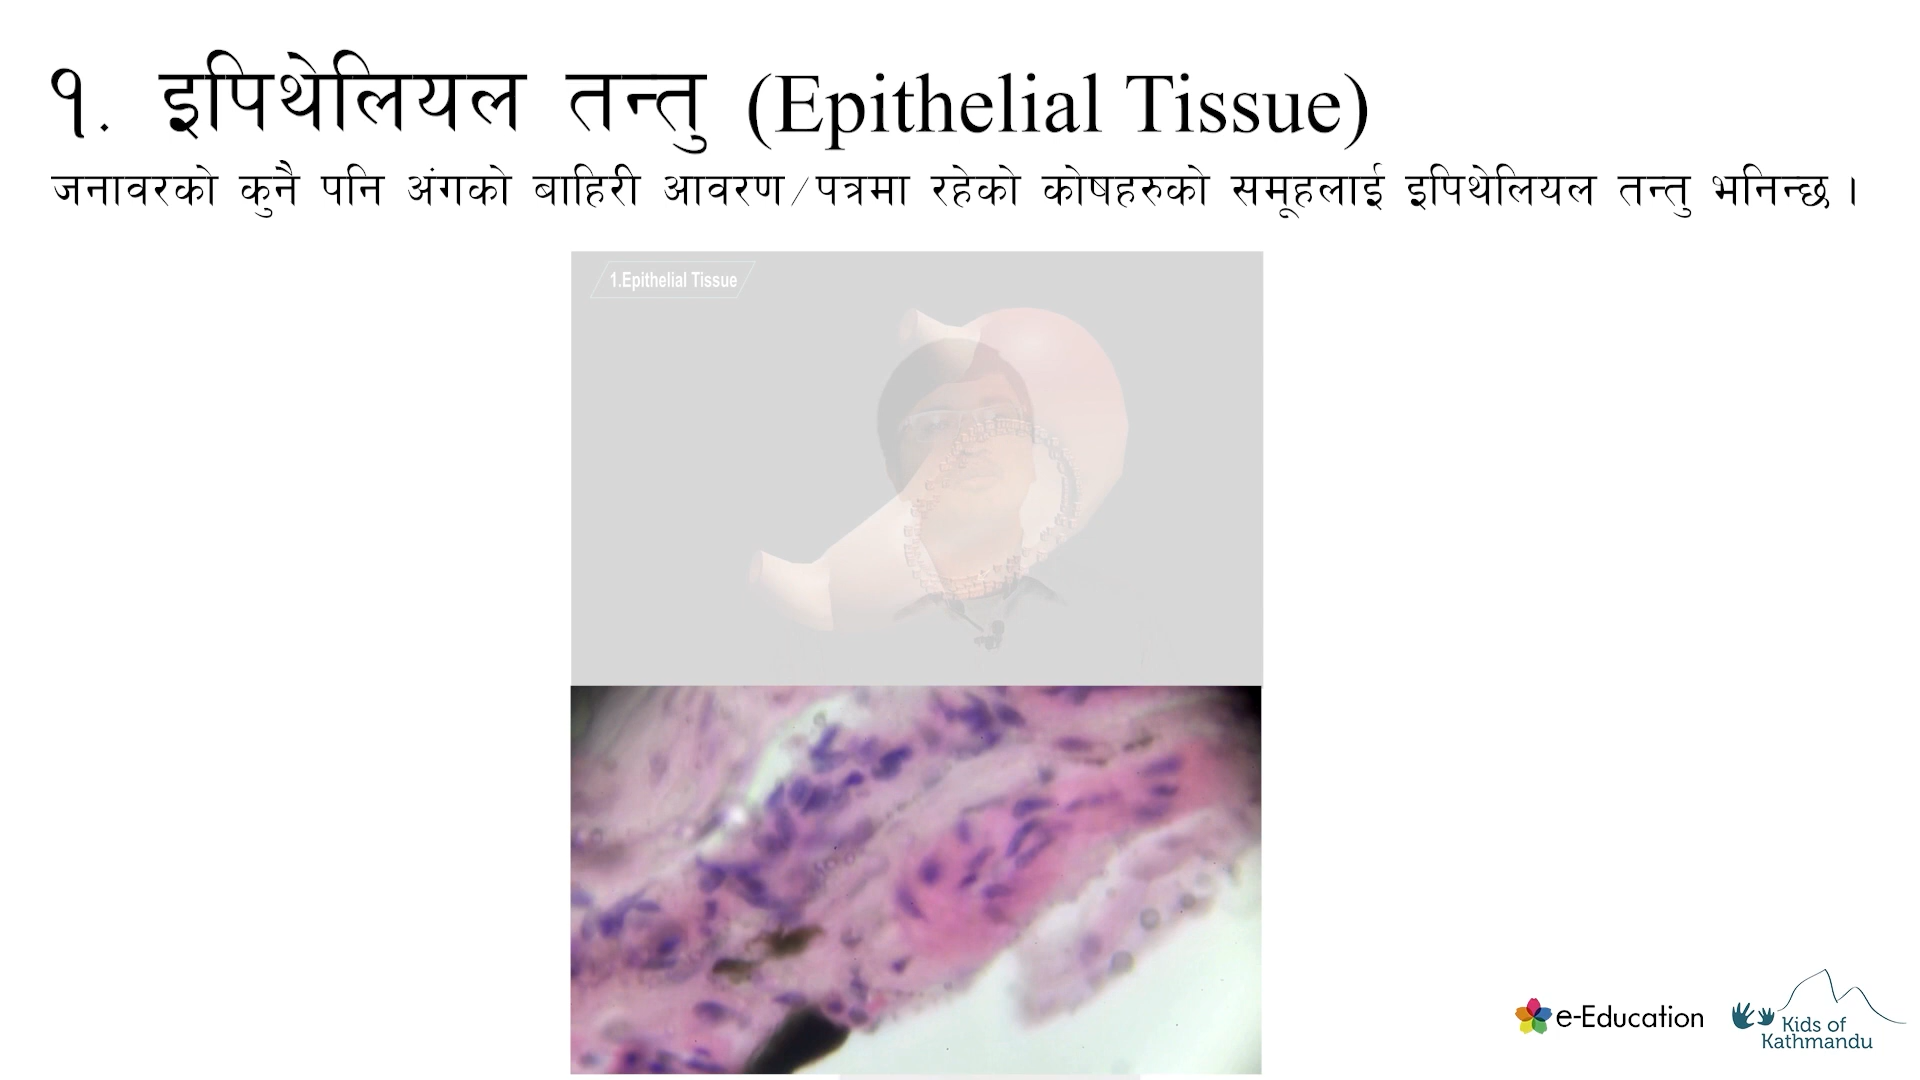 १. इपिथेलियल तन्तु (Epithelial Tissue)
जनावरको कुनै पनि अंगको बाहिरी आवरण/पत्रमा रहेको कोषहरुको समूहलाई इपिथेलियल तन्तु भनिन्छ ।
1.Epithelial Tissue
e-Education
Kids of
Kathmandu